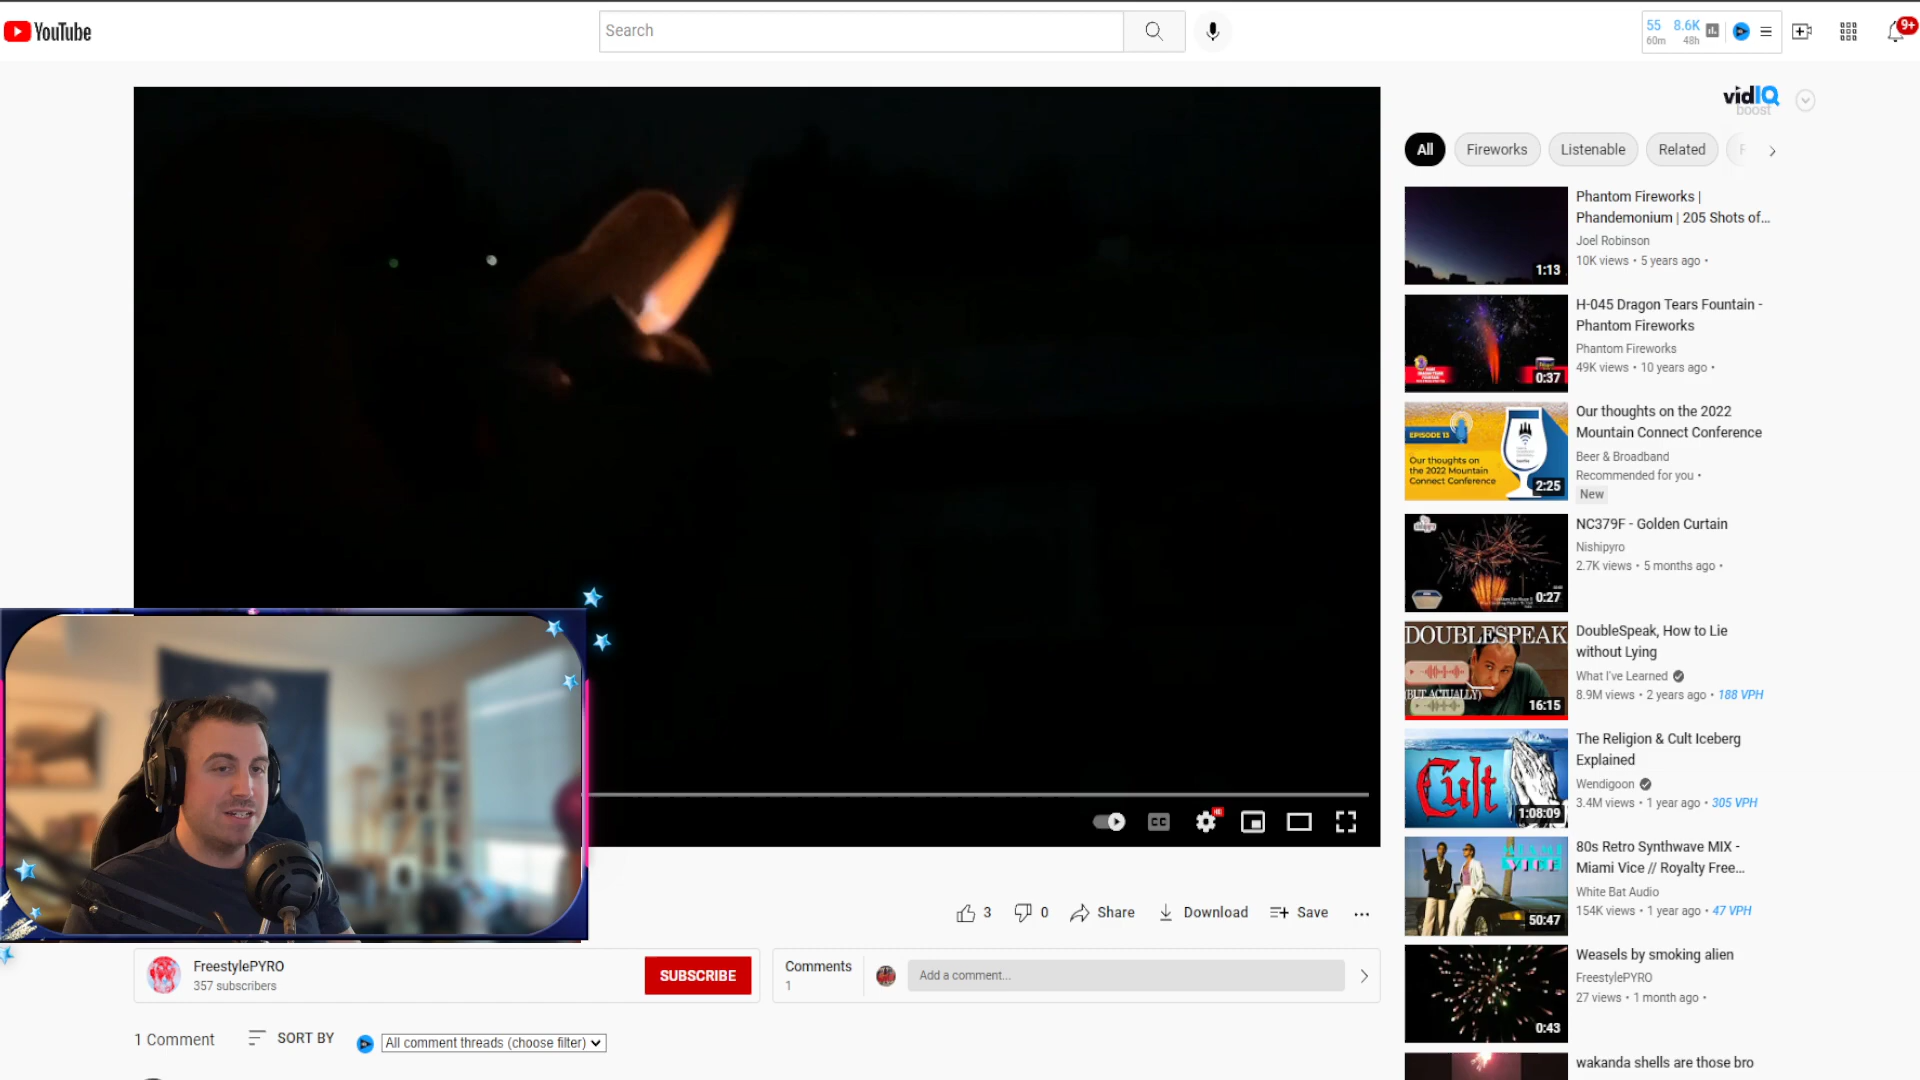 YouTube
Search
55
60m
8.6K
48h
9+
vidIQ
boost
All
Fireworks
Listenable
Related
Phantom Fireworks |
Phandemonium | 205 Shots of...
Joel Robinson
10K views • 5 years ago •
1:13
H-045 Dragon Tears Fountain -
Phantom Fireworks
Phantom Fireworks
49K views • 10 years ago •
0:37
EPISODE 13
Our thoughts on
the 2022 Mountain
Connect Conference
2:25
Our thoughts on the 2022
Mountain Connect Conference
Beer & Broadband
Recommended for you •
New
NC379F - Golden Curtain
Nishipyro
2.7K views • 5 months ago •
0:27
DOUBLESPEAK
(BUT ACTUALLY)
16:15
DoubleSpeak, How to Lie
without Lying
What I've Learned
8.9M views • 2 years ago • 188 VPH
Cult
1:08:09
The Religion & Cult Iceberg
Explained
Wendigoon
3.4M views • 1 year ago • 305 VPH
MIAMI
VICE
50:47
80s Retro Synthwave MIX -
Miami Vice // Royalty Free...
White Bat Audio
154K views • 1 year ago • 47 VPH
0:43
Weasels by smoking alien
FreestylePYRO
27 views • 1 month ago •
wakanda shells are those bro
CC
3
0
Share
Download
Save
FreestylePYRO
357 subscribers
SUBSCRIBE
Comments
1
Add a comment...
1 Comment
SORT BY
All comment threads (choose filter)